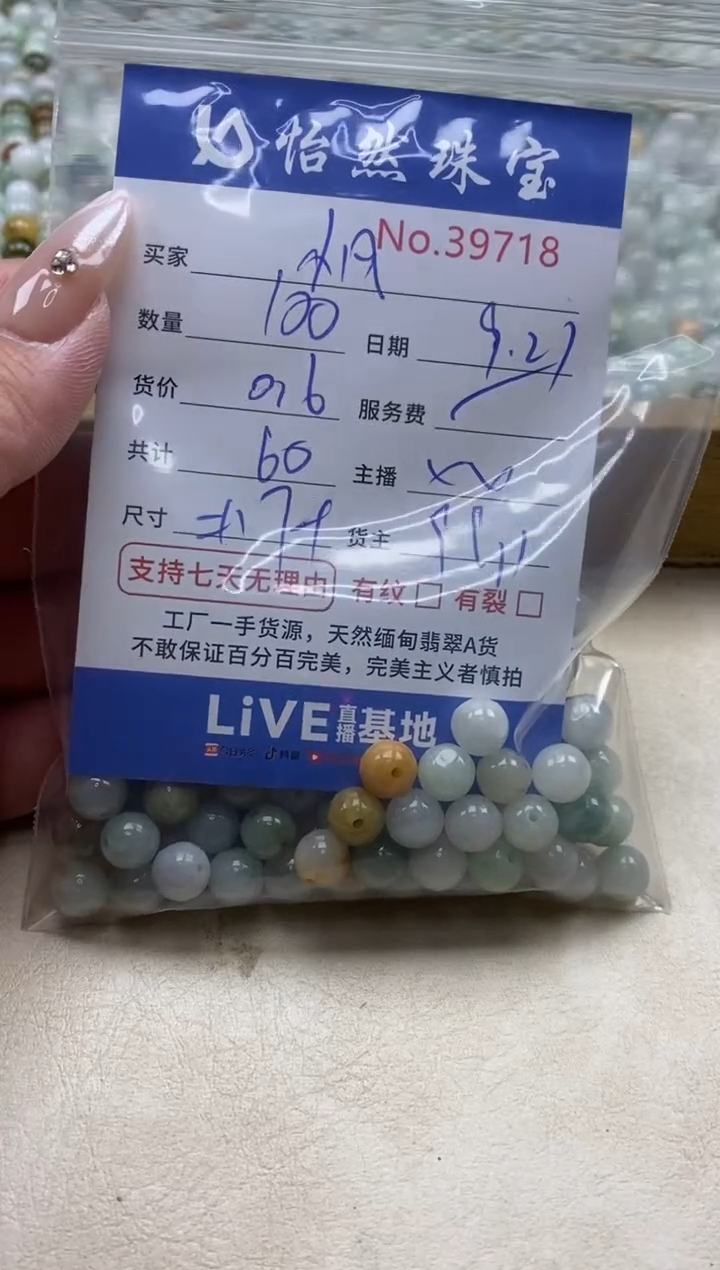 怡然珠宝
No.39718
买家
数量 100 日期 9.27
货价 0.6 服务费
共计 60 主播
尺寸 货主
支持七天无理由 有纹 有裂
工厂一手货源，天然缅甸翡翠A货
不敢保证百分百完美，完美主义者慎拍
LiVE直播基地
抖音